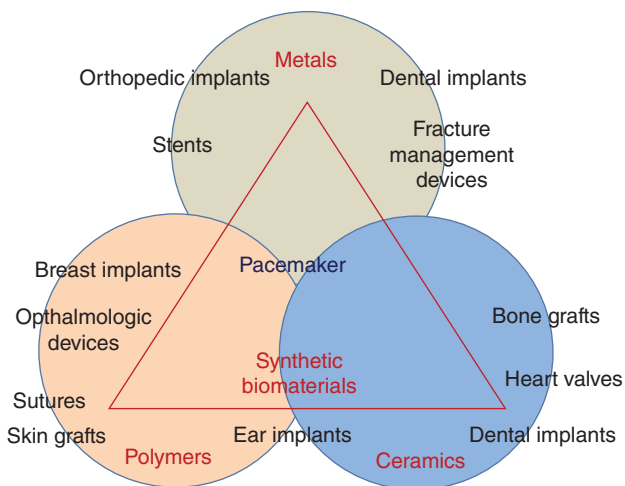 Metals
Orthopedic implants
Dental implants
Stents
Fracture
management
devices
Breast implants
Pacemaker
Opthalmologic
devices
Bone grafts
Synthetic
biomaterials
Heart valves
Sutures
Skin grafts
Ear implants
Dental implants
Polymers
Ceramics